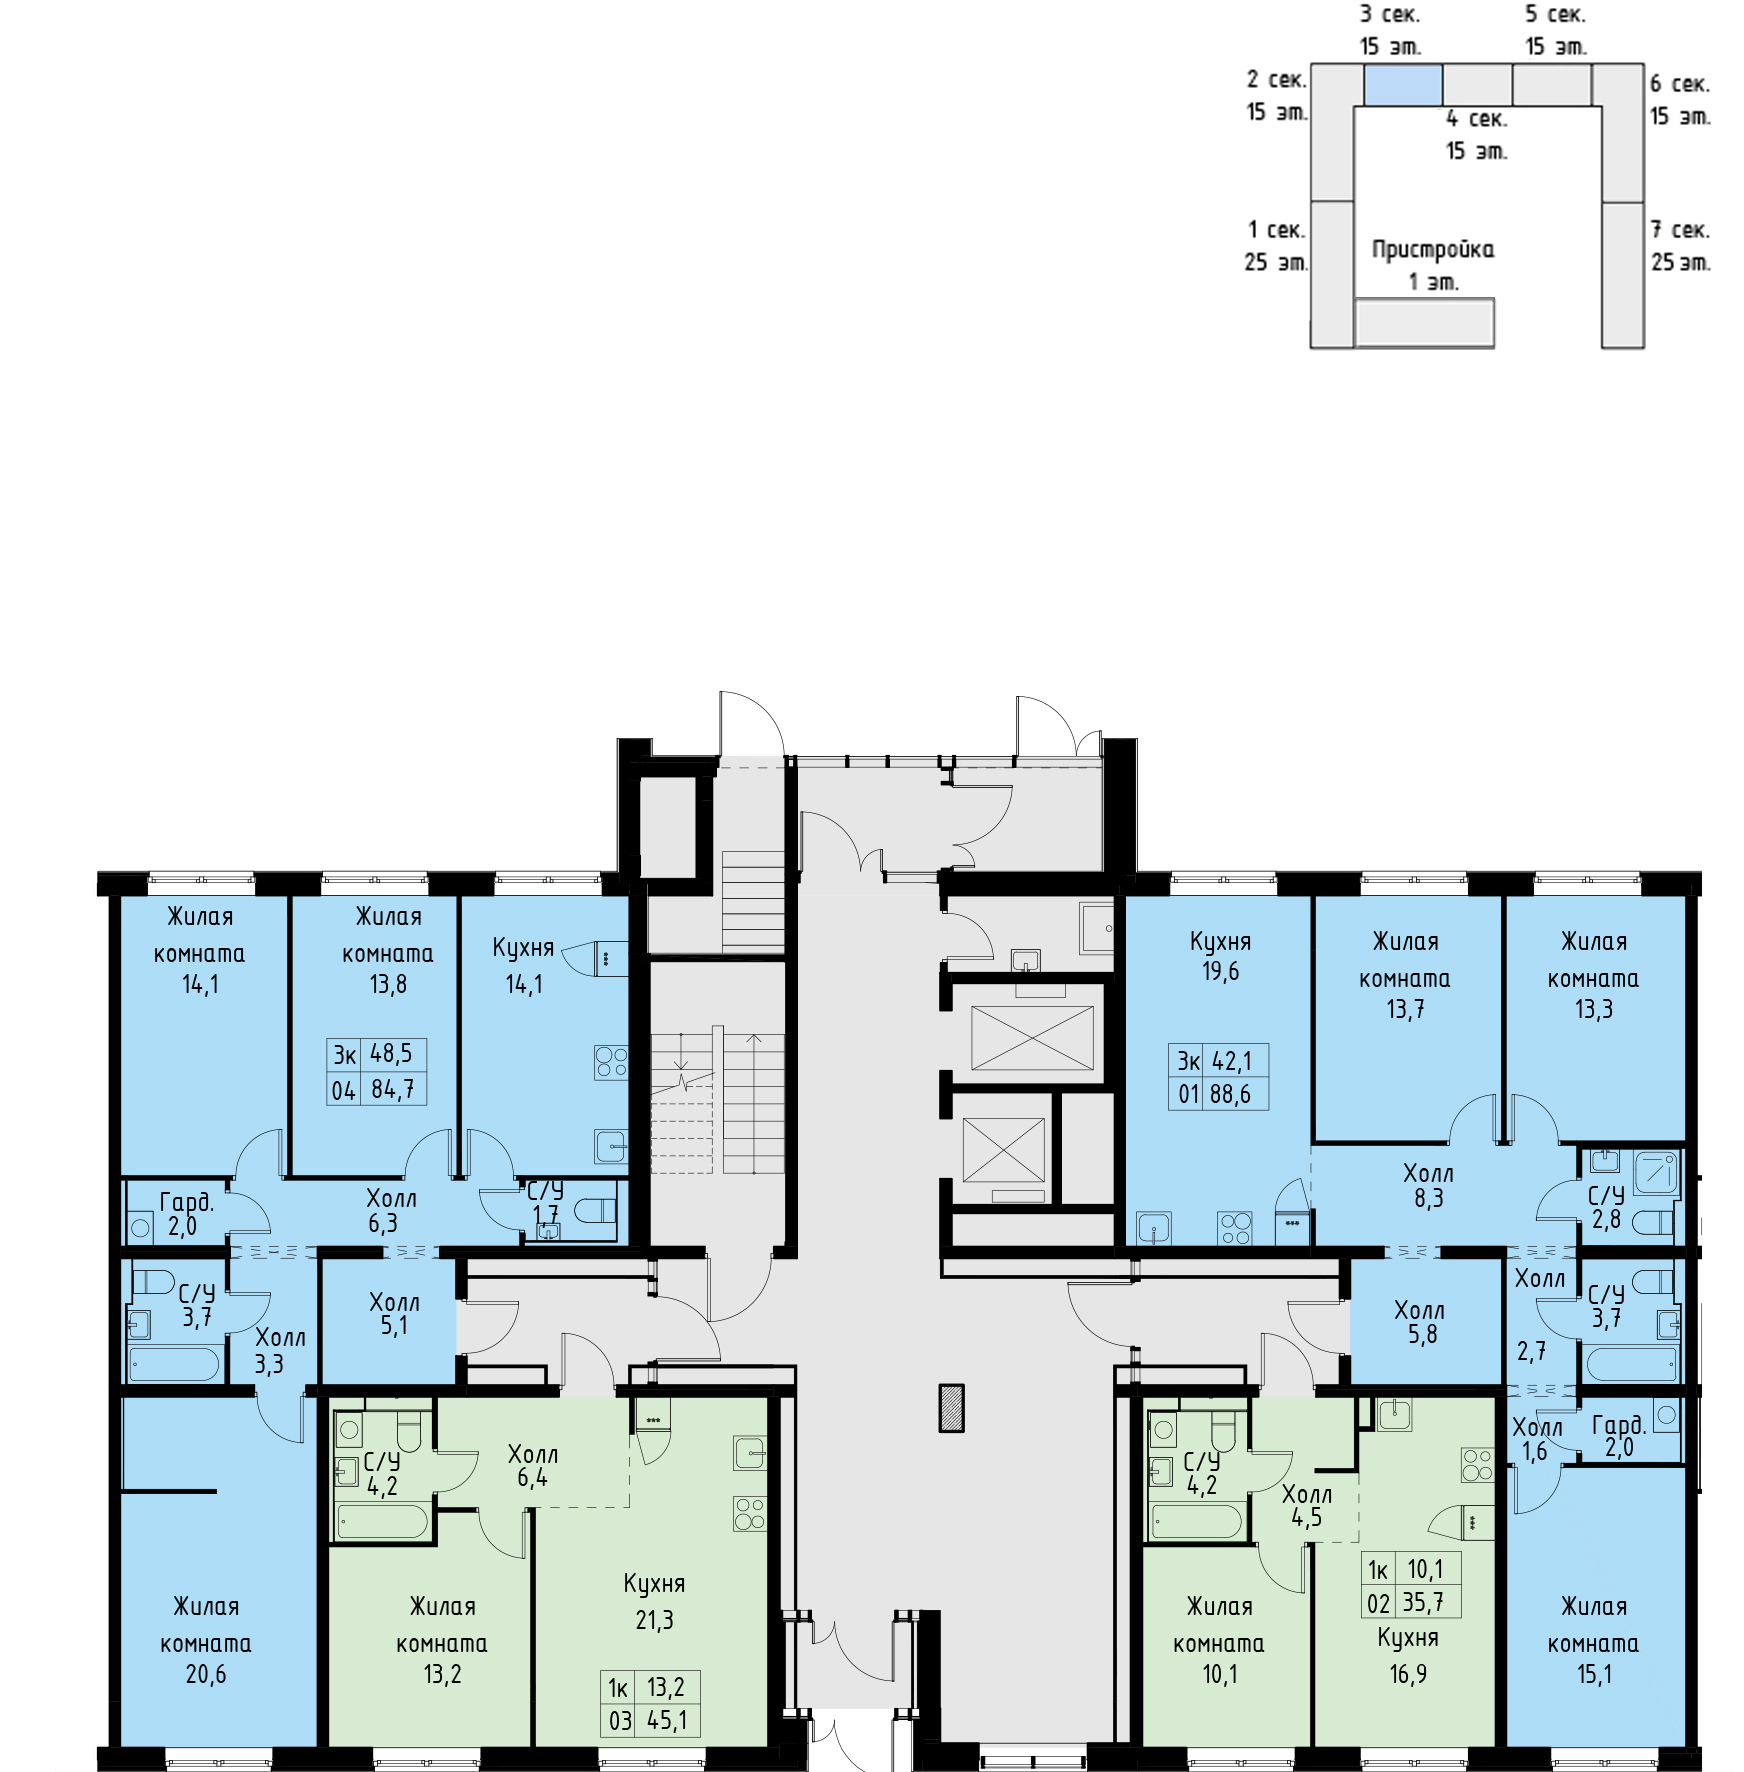 3 сек.
15 эт.
5 сек.
15 эт.
2 сек.
15 эт.
6 сек.
15 эт.
4 сек.
15 эт.
1 сек.
25 эт.
7 сек.
25 эт.
Пристройка
1 эт.
Жилая
комната
14,1
Жилая
комната
13,8
Кухня
14,1
3к 48,5
04 84,7
Кухня
19,6
Жилая
комната
13,7
Жилая
комната
13,3
3к 42,1
01 88,6
Гард.
2,0
Холл
6,3
С/У
1,7
Холл
8,3
С/У
2,8
С/У
3,7
Холл
3,3
Холл
5,1
Холл
5,8
Холл
2,7
С/У
3,7
С/У
4,2
Холл
6,4
С/У
4,2
Холл
4,5
Холл
1,6
Гард.
2,0
Жилая
комната
20,6
Жилая
комната
13,2
Кухня
21,3
1к 13,2
03 45,1
Жилая
комната
10,1
1к 10,1
02 35,7
Кухня
16,9
Жилая
комната
15,1